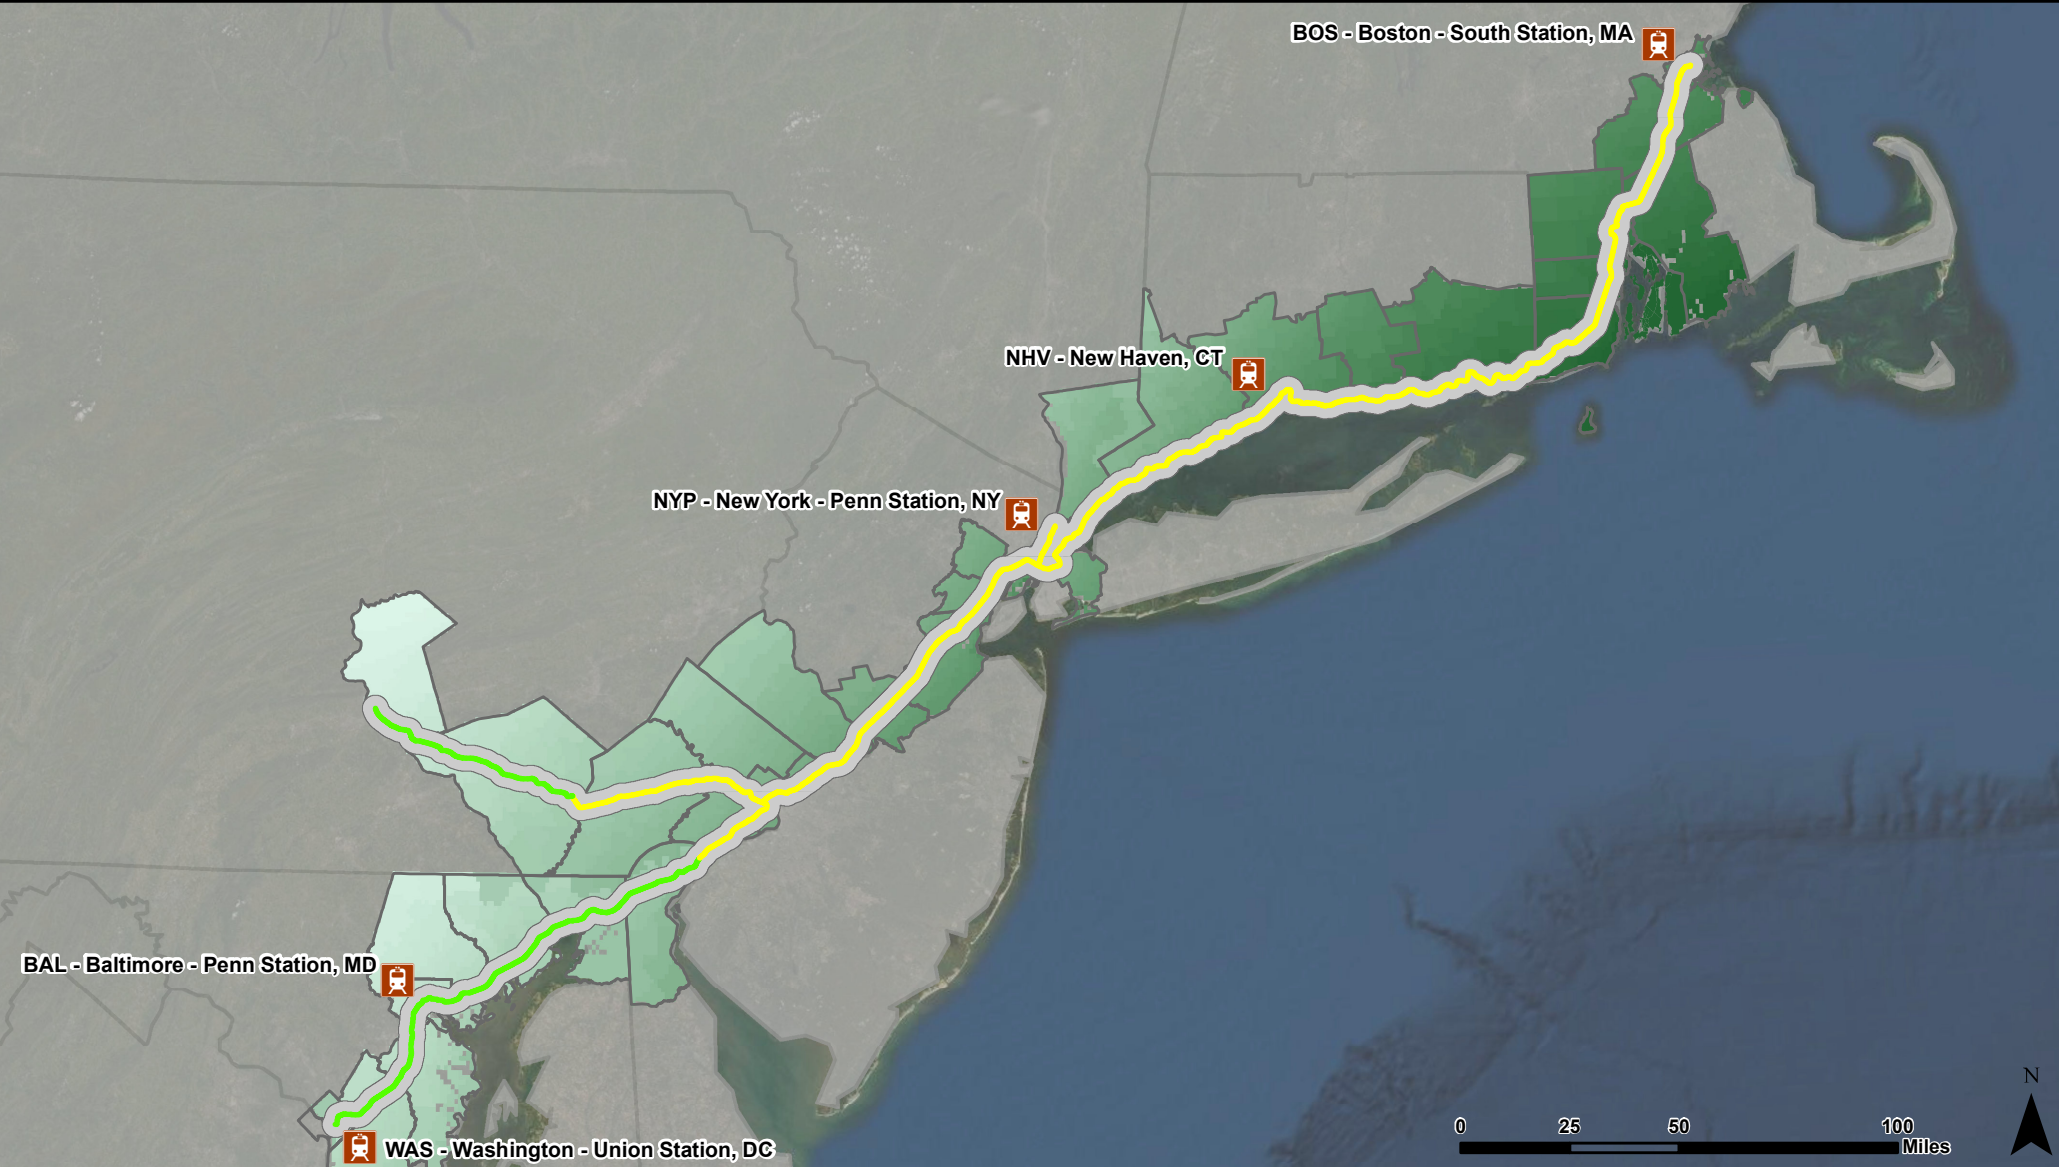 BOS - Boston - South Station, MA
NHV - New Haven, CT
NYP - New York - Penn Station, NY
BAL - Baltimore - Penn Station, MD
WAS - Washington - Union Station, DC
N
0 25 50 100
Miles